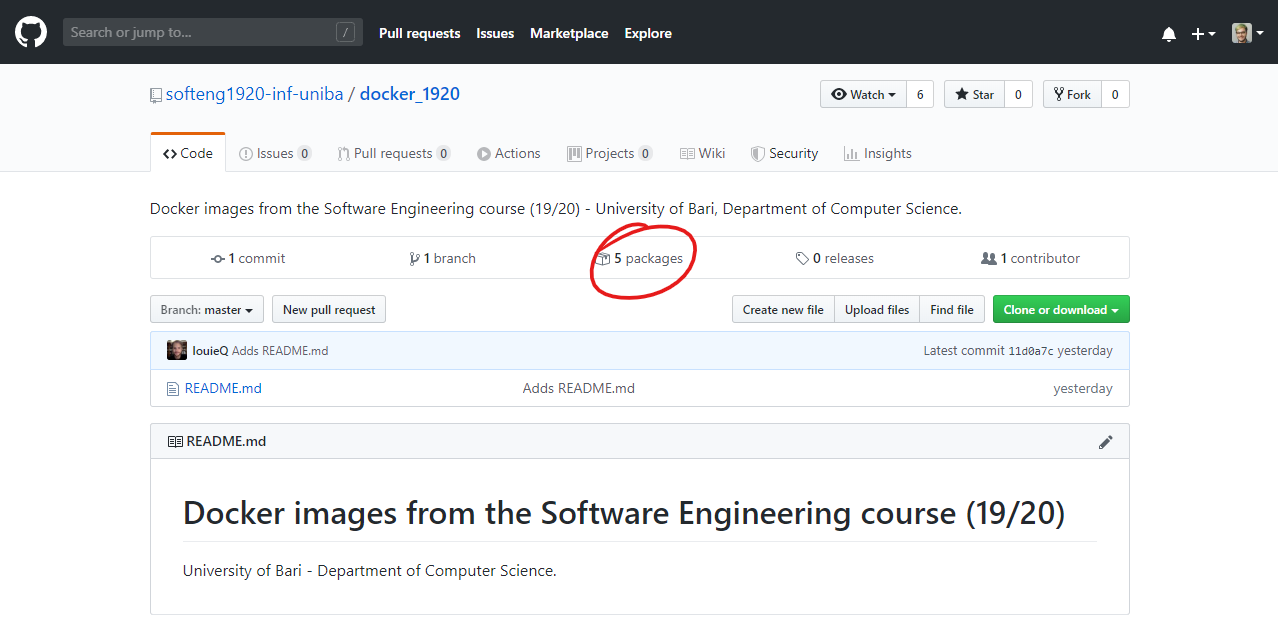 Search or jump to... / Pull requests Issues Marketplace Explore
softeng1920-inf-uniba / docker_1920 Watch 6 Star 0 Fork 0
Code Issues 0 Pull requests 0 Actions Projects 0 Wiki Security Insights
Docker images from the Software Engineering course (19/20) - University of Bari, Department of Computer Science.
1 commit 1 branch 5 packages 0 releases 1 contributor
Branch: master New pull request Create new file Upload files Find file Clone or download
louieQ Adds README.md Latest commit 11d0a7c yesterday
README.md Adds README.md yesterday
README.md
Docker images from the Software Engineering course (19/20)
University of Bari - Department of Computer Science.